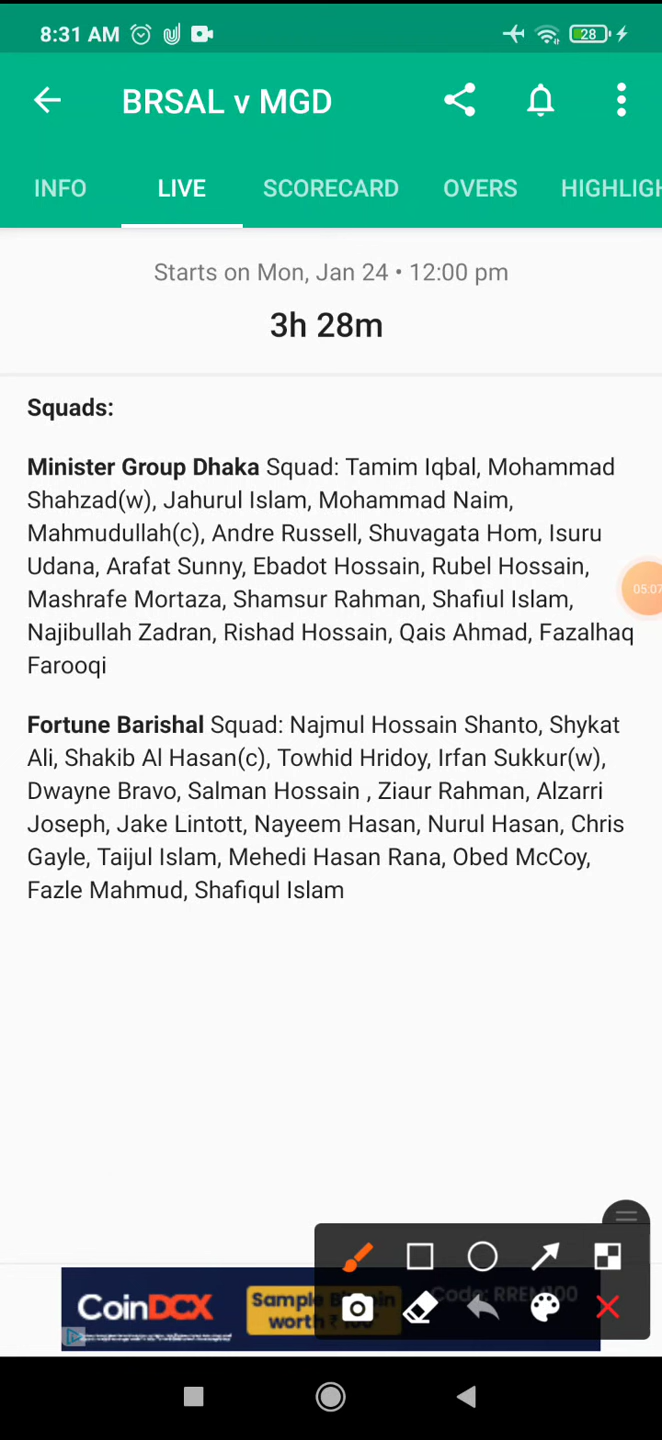 8:31 AM
28
BRSAL v MGD
INFO LIVE SCORECARD OVERS HIGHLIGH
Starts on Mon, Jan 24 • 12:00 pm
3h 28m
Squads:
Minister Group Dhaka Squad: Tamim Iqbal, Mohammad
Shahzad(w), Jahurul Islam, Mohammad Naim,
Mahmudullah(c), Andre Russell, Shuvagata Hom, Isuru
Udana, Arafat Sunny, Ebadot Hossain, Rubel Hossain,
Mashrafe Mortaza, Shamsur Rahman, Shafiul Islam,
05:07
Najibullah Zadran, Rishad Hossain, Qais Ahmad, Fazalhaq
Farooqi
Fortune Barishal Squad: Najmul Hossain Shanto, Shykat
Ali, Shakib Al Hasan(c), Towhid Hridoy, Irfan Sukkur(w),
Dwayne Bravo, Salman Hossain , Ziaur Rahman, Alzarri
Joseph, Jake Lintott, Nayeem Hasan, Nurul Hasan, Chris
Gayle, Taijul Islam, Mehedi Hasan Rana, Obed McCoy,
Fazle Mahmud, Shafiqul Islam
CoinDCX
Sample
worth
Code: